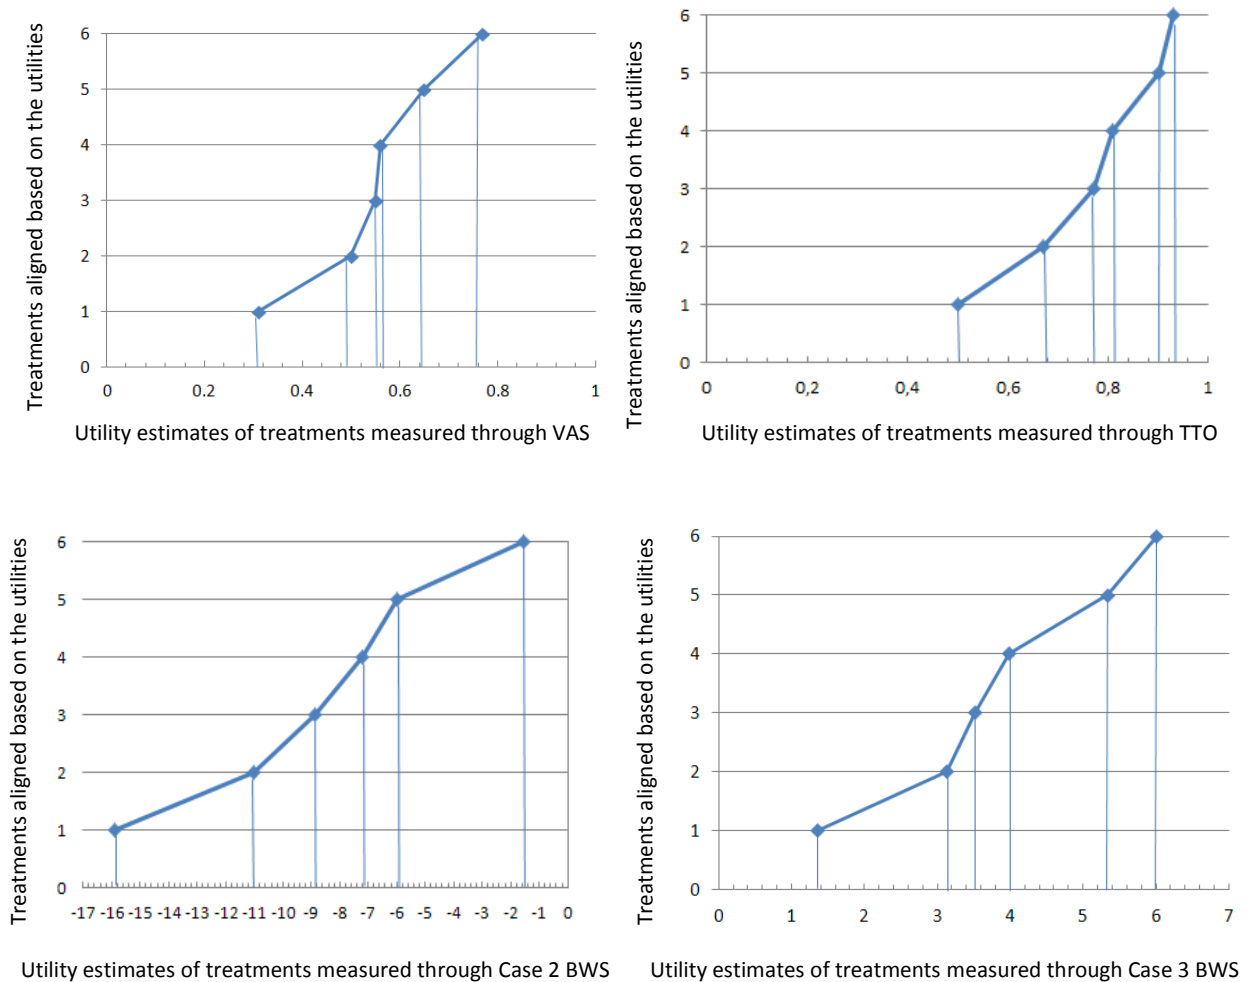 Treatments aligned based on the utilities
6
5
4
3
2
1
0
0 0.2 0.4 0.6 0.8 1
Utility estimates of treatments measured through VAS
Treatments aligned based on the utilities
6
5
4
3
2
1
0
0 0,2 0,4 0,6 0,8 1
Utility estimates of treatments measured through TTO
Treatments aligned based on the utilities
6
5
4
3
2
1
0
-17 -16 -15 -14 -13 -12 -11 -10 -9 -8 -7 -6 -5 -4 -3 -2 -1 0
Utility estimates of treatments measured through Case 2 BWS
Treatments aligned based on the utilities
6
5
4
3
2
1
0
0 1 2 3 4 5 6 7
Utility estimates of treatments measured through Case 3 BWS